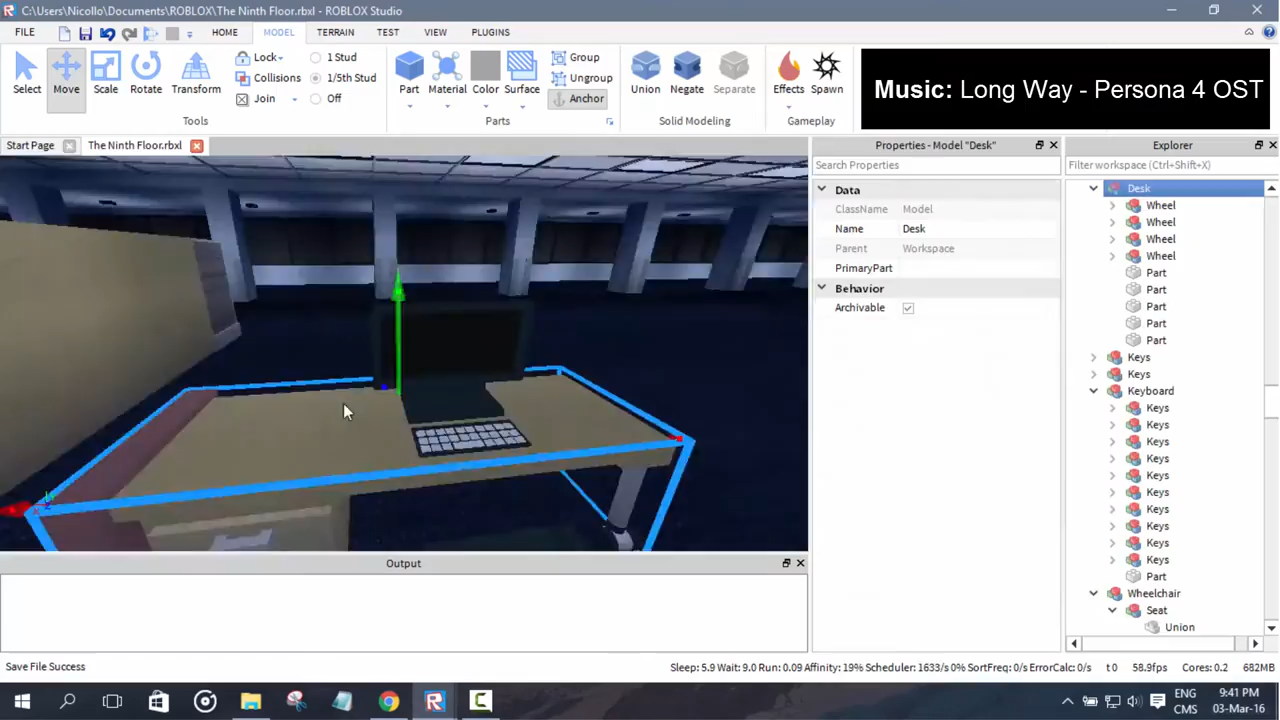 C:\Users\Nicollo\Documents\ROBLOX\The Ninth Floor.rbxl - ROBLOX Studio
FILE HOME MODEL TERRAIN TEST VIEW PLUGINS
Select Move Scale Rotate Transform
Tools
Lock
Collisions
Join
1 Stud
1/5th Stud
Off
Part Material Color Surface
Group
Ungroup
Anchor
Parts
Union Negate Separate
Solid Modeling
Effects Spawn
Gameplay
Music: Long Way - Persona 4 OST
Start Page The Ninth Floor.rbxl
Properties - Model "Desk"
Search Properties
Data
ClassName Model
Name Desk
Parent Workspace
PrimaryPart
Behavior
Archivable
Explorer
Filter workspace (Ctrl+Shift+X)
Desk
Wheel
Wheel
Wheel
Wheel
Part
Part
Part
Part
Part
Keys
Keys
Keyboard
Keys
Keys
Keys
Keys
Keys
Keys
Keys
Keys
Keys
Keys
Part
Wheelchair
Seat
Union
Output
Save File Success
Sleep: 5.9 Wait: 9.0 Run: 0.09 Affinity: 19% Scheduler: 1633/s 0% SortFreq: 0/s ErrorCalc: 0/s t 0 58.9fps Cores: 0.2 682MB
ENG
CMS
9:41 PM
03-Mar-16